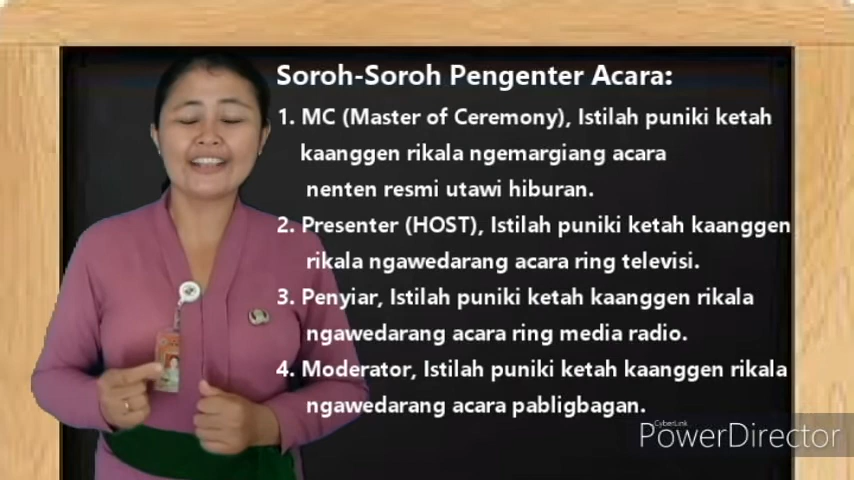 Soroh-Soroh Pengenter Acara:
1. MC (Master of Ceremony), Istilah puniki ketah
kaanggen rikala ngemargiang acara
nenten resmi utawi hiburan.
2. Presenter (HOST), Istilah puniki ketah kaanggen
rikala ngawedarang acara ring televisi.
3. Penyiar, Istilah puniki ketah kaanggen rikala
ngawedarang acara ring media radio.
4. Moderator, Istilah puniki ketah kaanggen rikala
ngawedarang acara pabligbagan.
CyberLink
PowerDirector